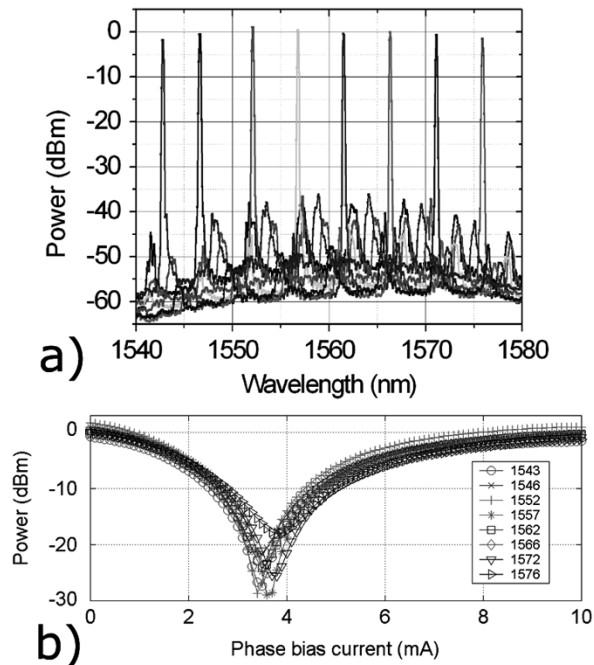 0
-10
-20
-30
-40
-50
-60
Power (dBm)
1540 1550 1560 1570 1580
Wavelength (nm)
a)
0
-10
-20
-30
Power (dBm)
1543
1546
1552
1557
1562
1566
1572
1576
0 2 4 6 8 10
Phase bias current (mA)
b)